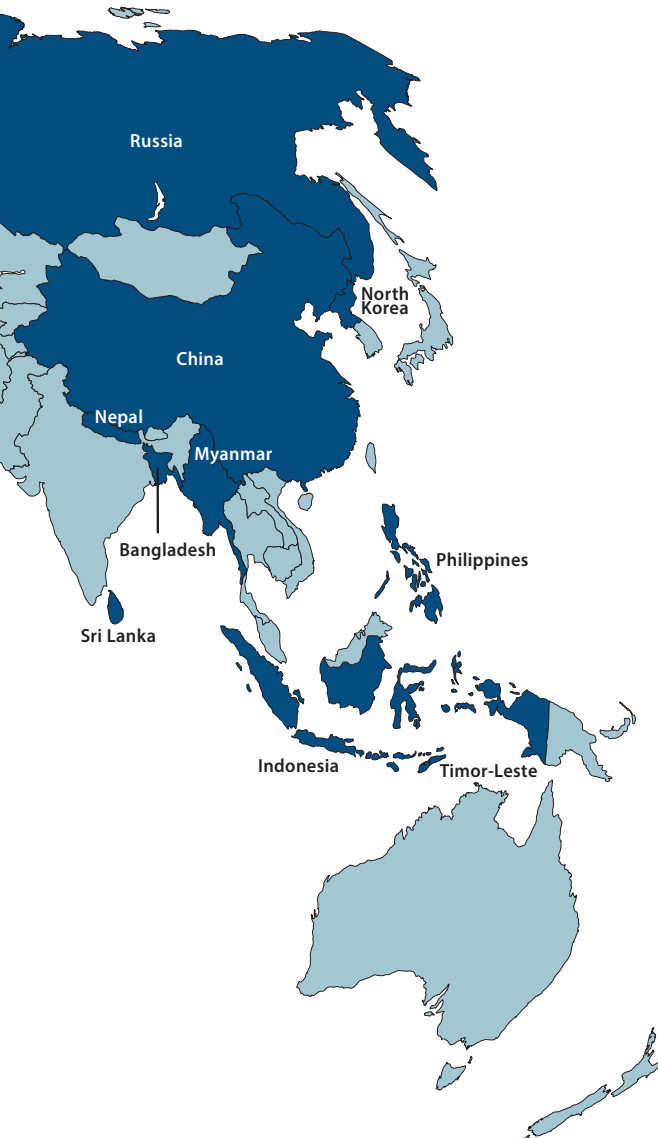 Russia
North
Korea
China
Nepal
Myanmar
Bangladesh
Philippines
Sri Lanka
Indonesia
Timor-Leste